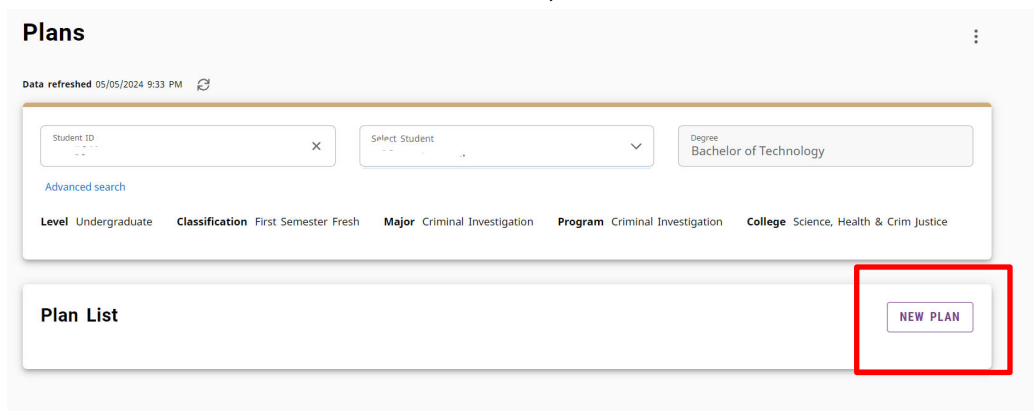 Plans
Data refreshed 05/05/2024 9:33 PM
Student ID
Select Student
Degree
Bachelor of Technology
Advanced search
Level Undergraduate Classification First Semester Fresh Major Criminal Investigation Program Criminal Investigation College Science, Health & Crim Justice
Plan List
NEW PLAN